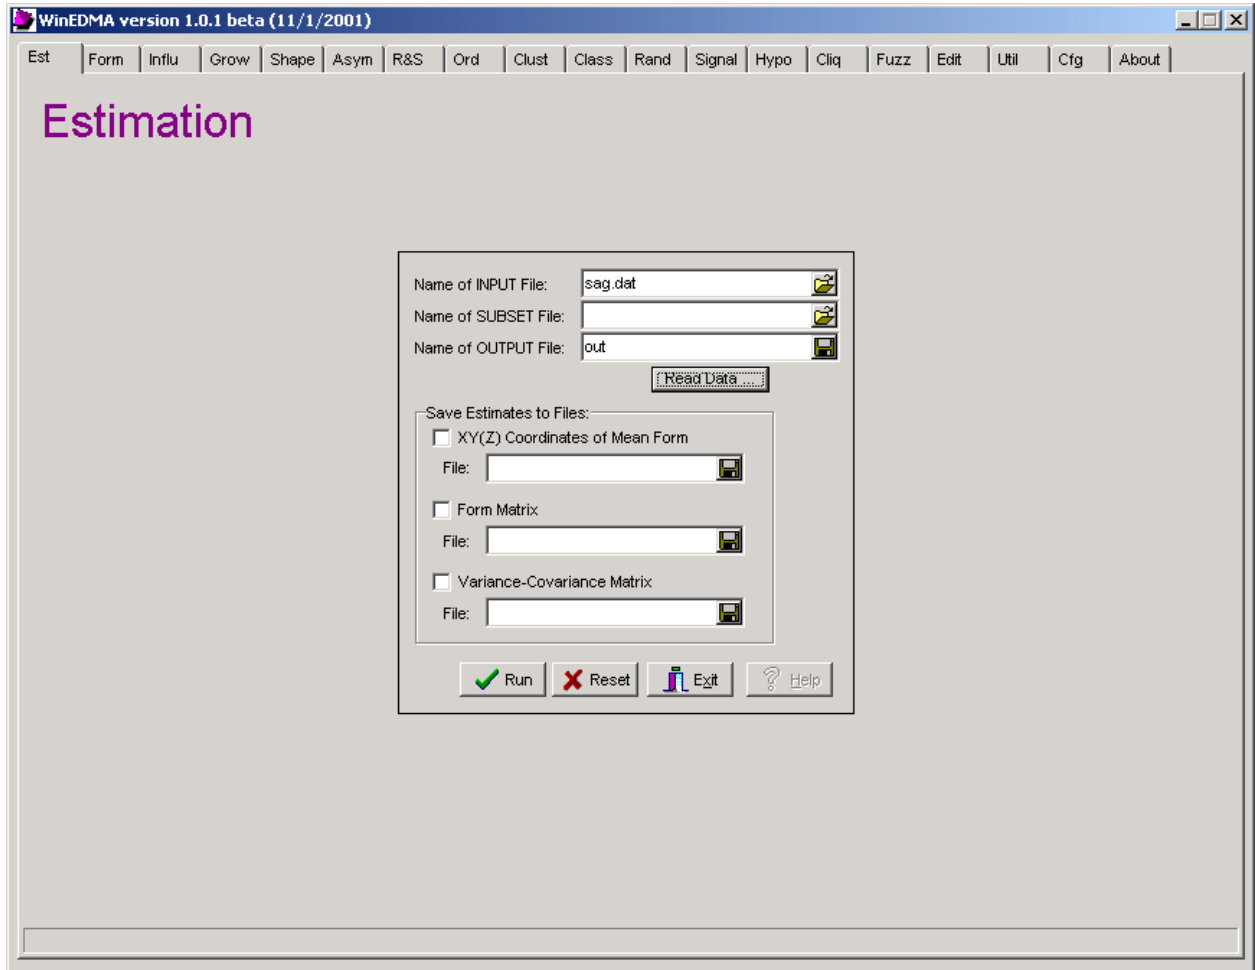 WinEDMA version 1.0.1 beta (11/1/2001)
Est Form Influ Grow Shape Asym R&S Ord Clust Class Rand Signal Hypo Cliq Fuzz Edit Util Cfg About
Estimation
Name of INPUT File: sag.dat
Name of SUBSET File:
Name of OUTPUT File: out
Read Data ...
Save Estimates to Files:
XY(Z) Coordinates of Mean Form
File:
Form Matrix
File:
Variance-Covariance Matrix
File:
Run Reset Exit Help